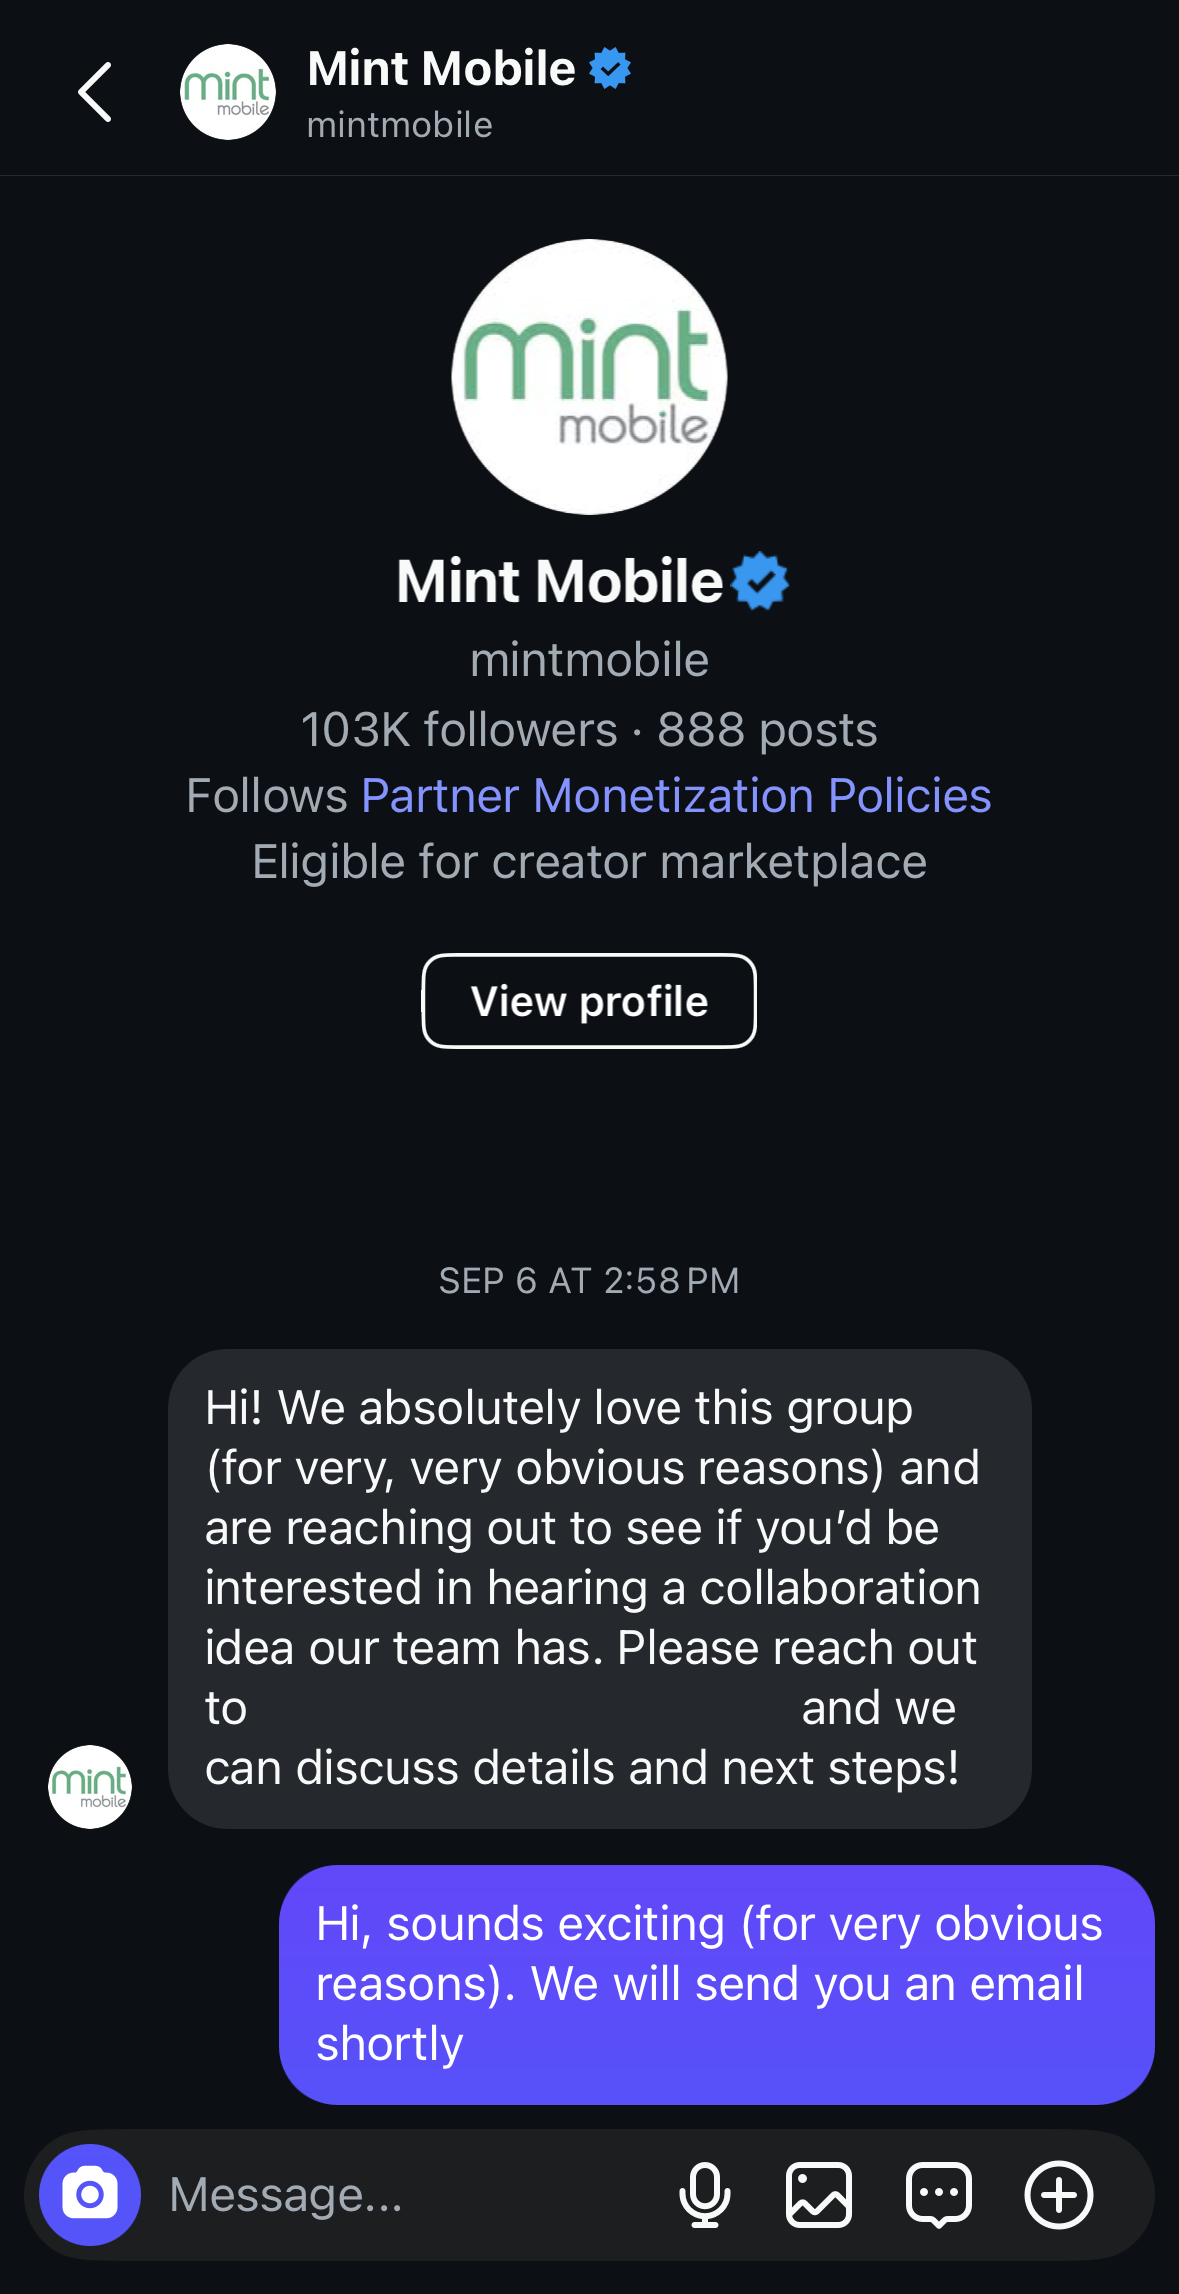 Mint Mobile
mintmobile
mint
mobile
mint
mobile
Mint Mobile
mintmobile
103K followers · 888 posts
Follows Partner Monetization Policies
Eligible for creator marketplace
View profile
SEP 6 AT 2:58 PM
Hi! We absolutely love this group
(for very, very obvious reasons) and
are reaching out to see if you’d be
interested in hearing a collaboration
idea our team has. Please reach out
to and we
can discuss details and next steps!
mint
mobile
Hi, sounds exciting (for very obvious
reasons). We will send you an email
shortly
Message...